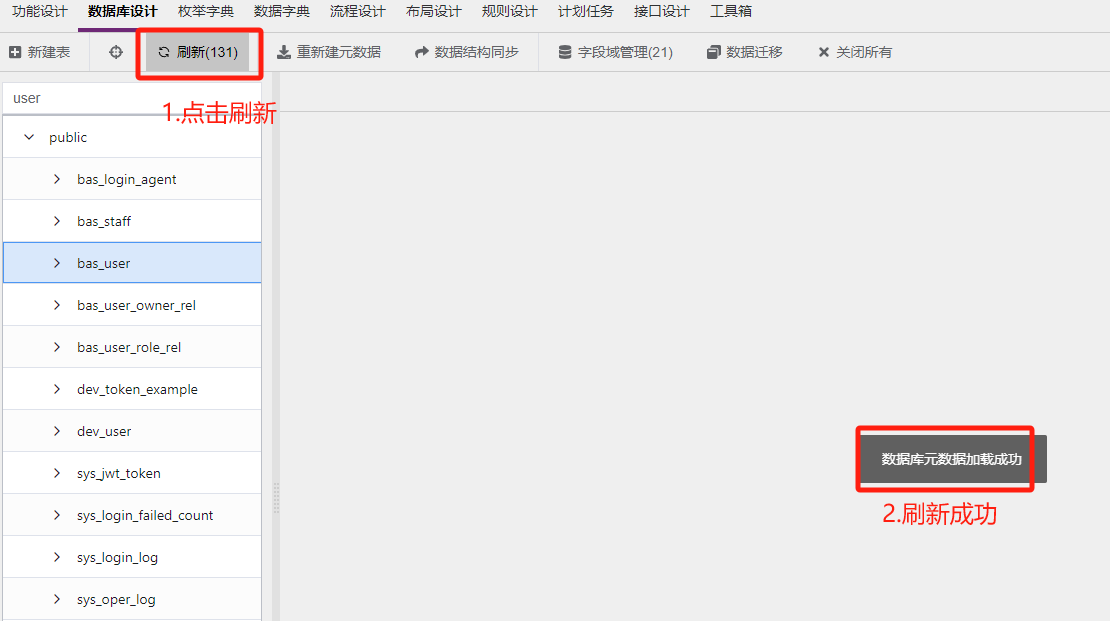 功能设计 数据库设计 枚举字典 数据字典 流程设计 布局设计 规则设计 计划任务 接口设计 工具箱
新建表 刷新(131) 重新建元数据 数据结构同步 字段域管理(21) 数据迁移 关闭所有
user
1.点击刷新
public
bas_login_agent
bas_staff
bas_user
bas_user_owner_rel
bas_user_role_rel
dev_token_example
dev_user
数据库元数据加载成功
sys_jwt_token
sys_login_failed_count
2.刷新成功
sys_login_log
sys_oper_log